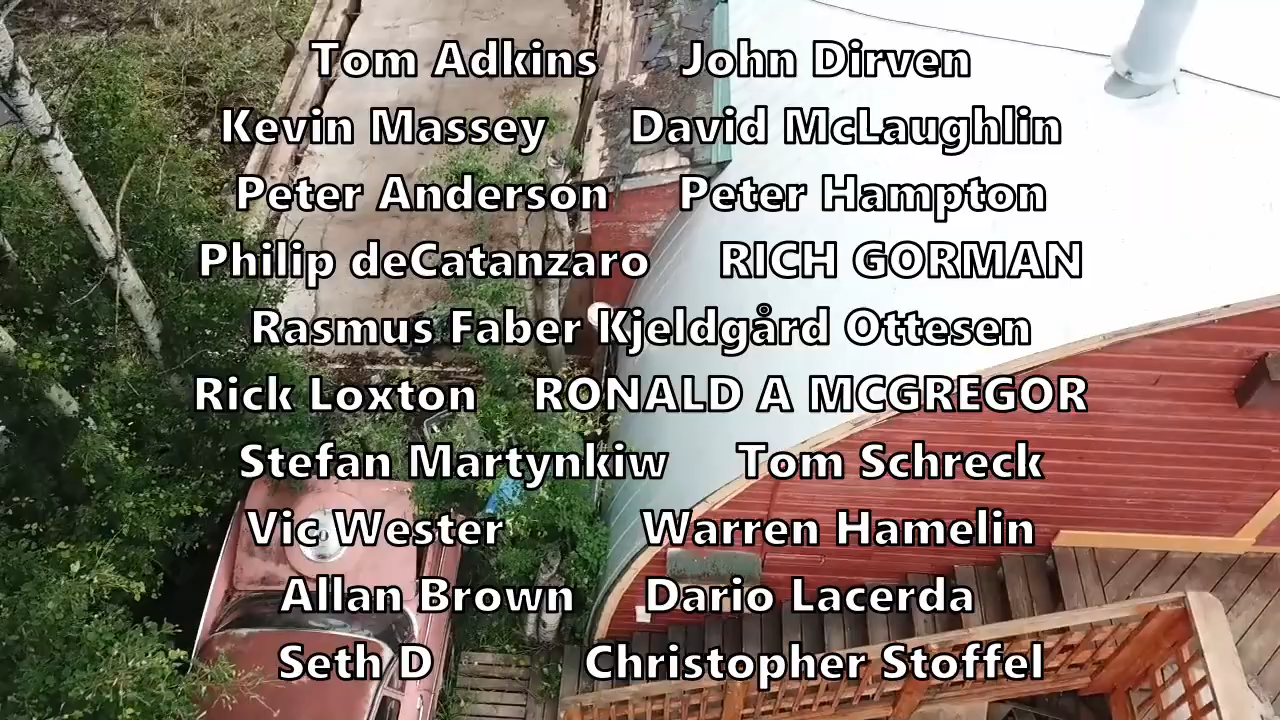 Tom Adkins John Dirven
Kevin Massey David McLaughlin
Peter Anderson Peter Hampton
Philip deCatanzaro RICH GORMAN
Rasmus Faber Kjeldgård Ottesen
Rick Loxton RONALD A MCGREGOR
Stefan Martynkiw Tom Schreck
Vic Wester Warren Hamelin
Allan Brown Dario Lacerda
Seth D Christopher Stoffel